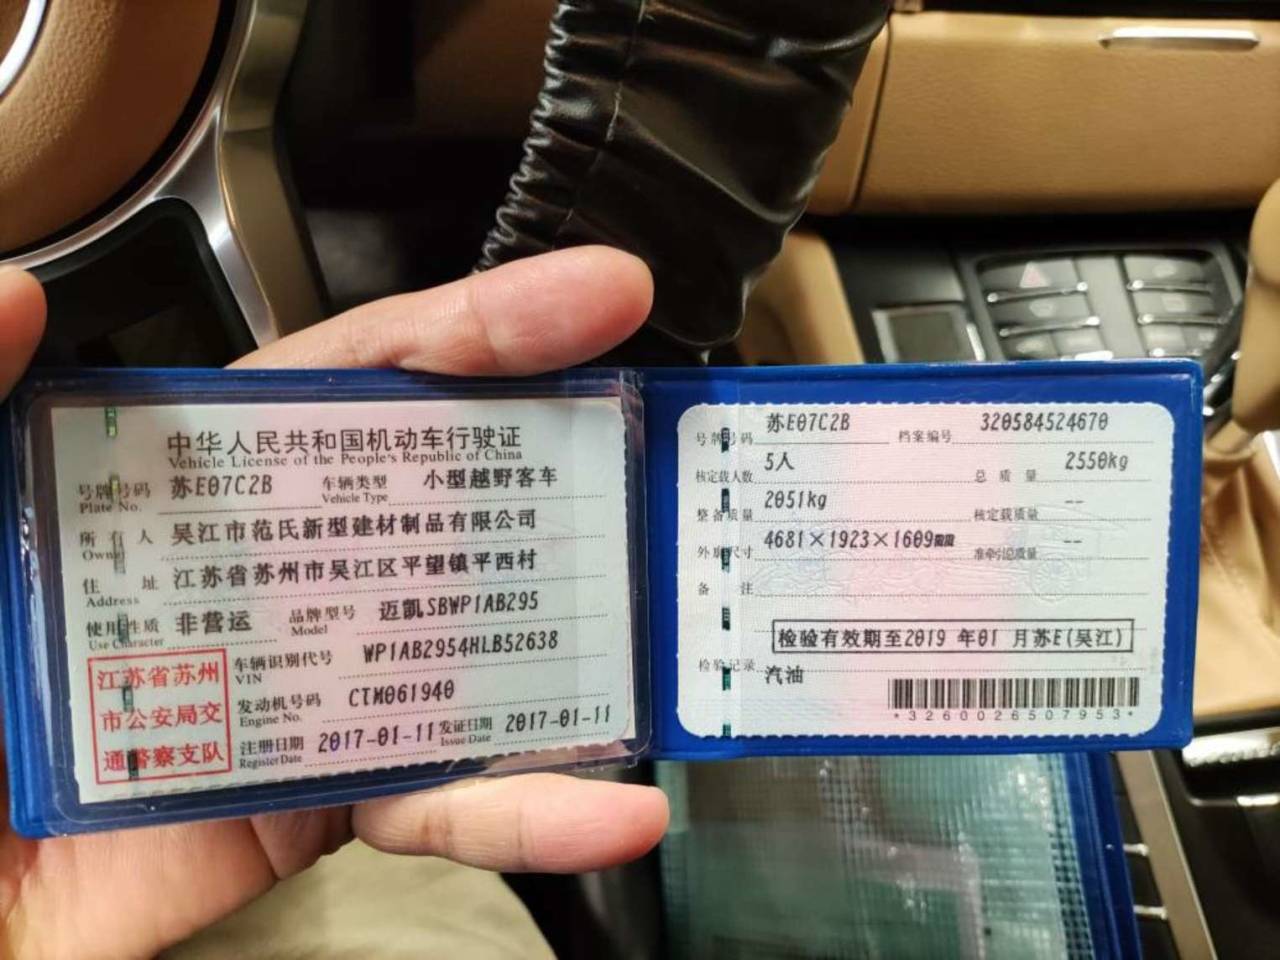 中华人民共和国机动车行驶证
Vehicle License of the People's Republic of China
号牌号码 苏E07C2B 车辆类型 小型越野客车
Plate No. Vehicle Type
所有人 吴江市范氏新型建材制品有限公司
Owner
住址 江苏省苏州市吴江区平望镇平西村
Address
使用性质 非营运 品牌型号 迈凯SBWP1AB295
Use Character Model
江苏省苏州
市公安局交
通警察支队
车辆识别代号 WP1AB2954HLB52638
VIN
发动机号码 CTM061940
Engine No.
注册日期 2017-01-11 发证日期 2017-01-11
Register Date Issue Date
号牌号码 苏E07C2B 档案编号 320584524670
核定载人数 5人 总质量 2550kg
整备质量 2051kg 核定载质量 --
外廓尺寸 4681×1923×1609mm 准牵引总质量 --
备注
检验有效期至2019年01月苏E(吴江)
检验记录
汽油
*3260026507953*